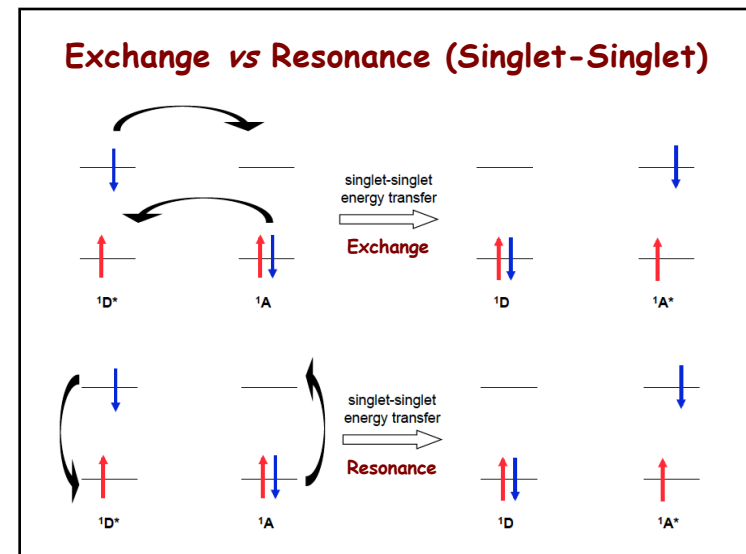 Exchange vs Resonance (Singlet-Singlet)
singlet-singlet
energy transfer
Exchange
¹D*
¹A
¹D
¹A*
singlet-singlet
energy transfer
Resonance
¹D*
¹A
¹D
¹A*